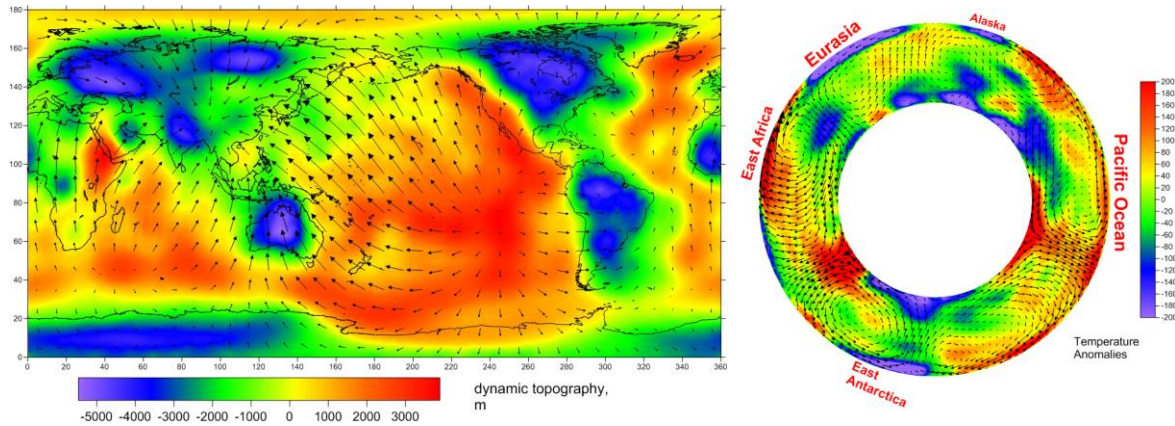 180
160
140
120
100
80
60
40
20
0
0 20 40 60 80 100 120 140 160 180 200 220 240 260 280 300 320 340 360
-5000 -4000 -3000 -2000 -1000 0 1000 2000 3000
dynamic topography,
m
Eurasia
Alaska
East Africa
Pacific Ocean
East
Antarctica
200
180
160
140
120
100
80
60
40
20
0
-20
-40
-60
-80
-100
-120
-140
-160
-180
-200
Temperature
Anomalies